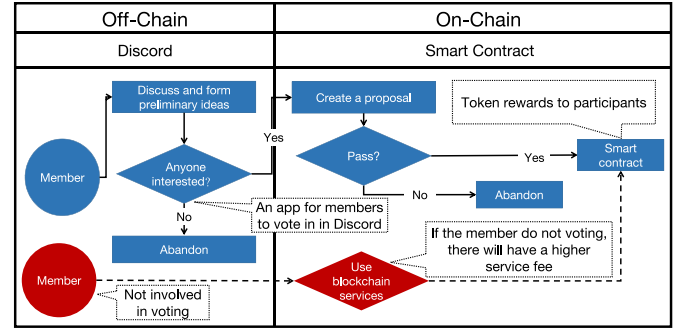 Off-Chain
On-Chain
Discord
Smart Contract
Discuss and form
preliminary ideas
Create a proposal
Token rewards to participants
Yes
Member
Anyone
interested?
Pass?
Yes
Smart
contract
No
Abandon
No
An app for members
to vote in in Discord
Abandon
If the member do not voting,
there will have a higher
service fee
Member
Use
blockchain
services
Not involved
in voting